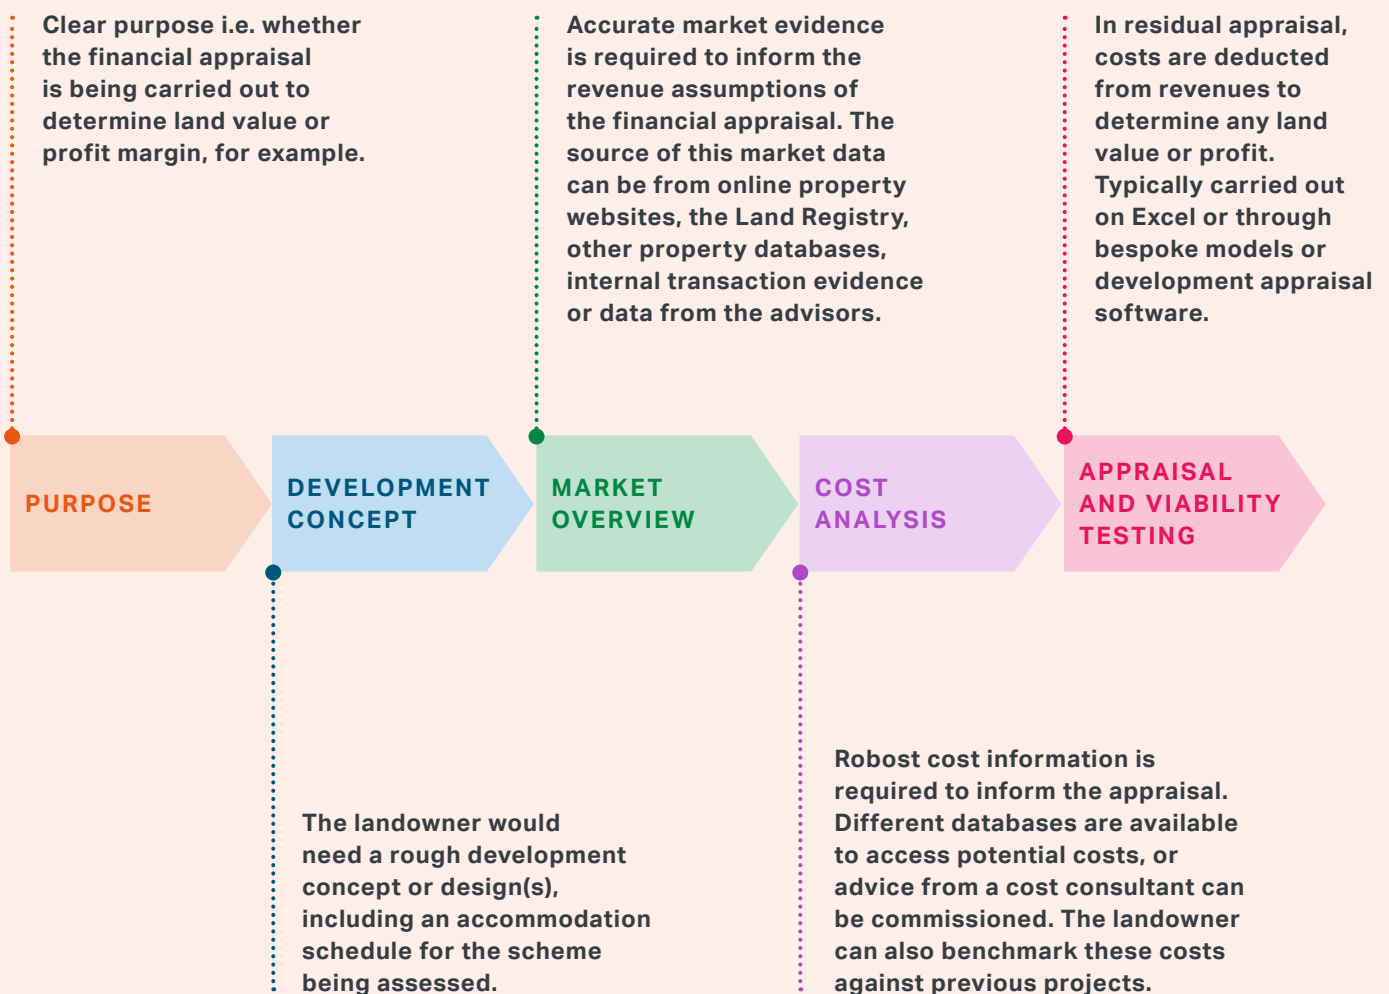 Clear purpose i.e. whether
the financial appraisal
is being carried out to
determine land value or
profit margin, for example.
Accurate market evidence
is required to inform the
revenue assumptions of
the financial appraisal. The
source of this market data
can be from online property
websites, the Land Registry,
other property databases,
internal transaction evidence
or data from the advisors.
In residual appraisal,
costs are deducted
from revenues to
determine any land
value or profit.
Typically carried out
on Excel or through
bespoke models or
development appraisal
software.
PURPOSE
DEVELOPMENT
CONCEPT
MARKET
OVERVIEW
COST
ANALYSIS
APPRAISAL
AND VIABILITY
TESTING
The landowner would
need a rough development
concept or design(s),
including an accommodation
schedule for the scheme
being assessed.
Robost cost information is
required to inform the appraisal.
Different databases are available
to access potential costs, or
advice from a cost consultant can
be commissioned. The landowner
can also benchmark these costs
against previous projects.